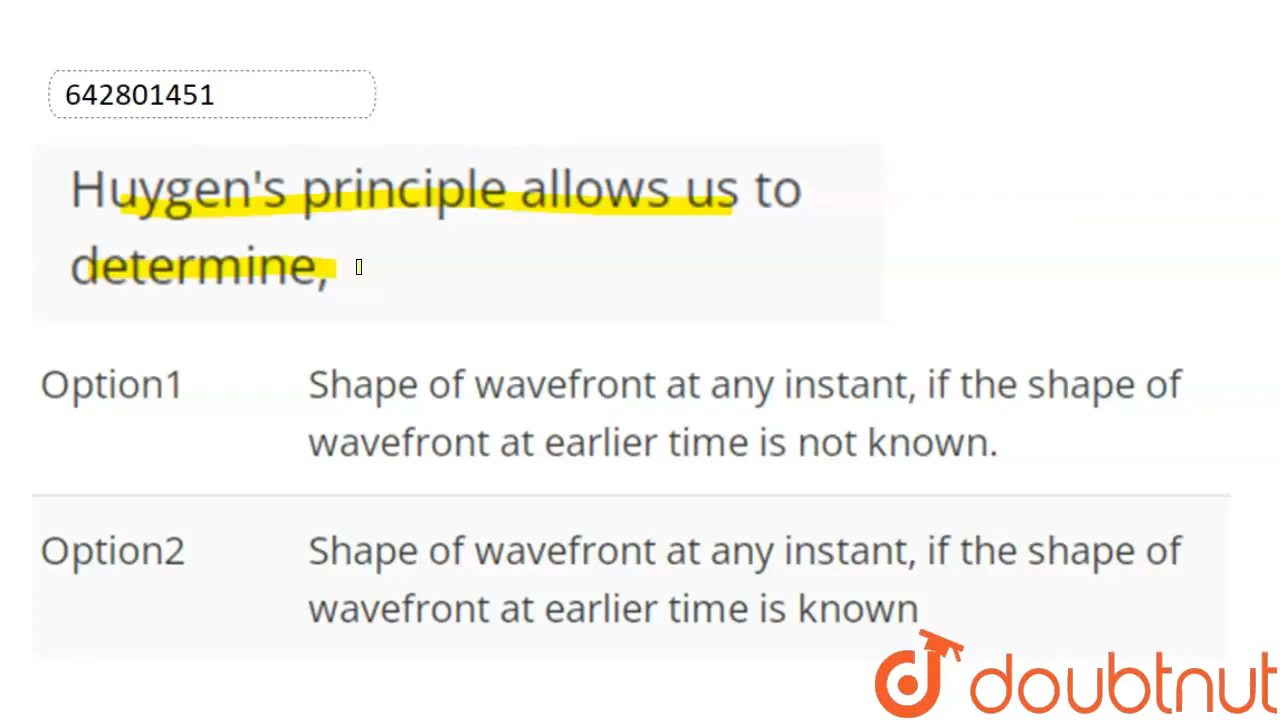 642801451
Huygen's principle allows us to
determine,
Option1 Shape of wavefront at any instant, if the shape of
wavefront at earlier time is not known.
Option2 Shape of wavefront at any instant, if the shape of
wavefront at earlier time is known
doubtnut